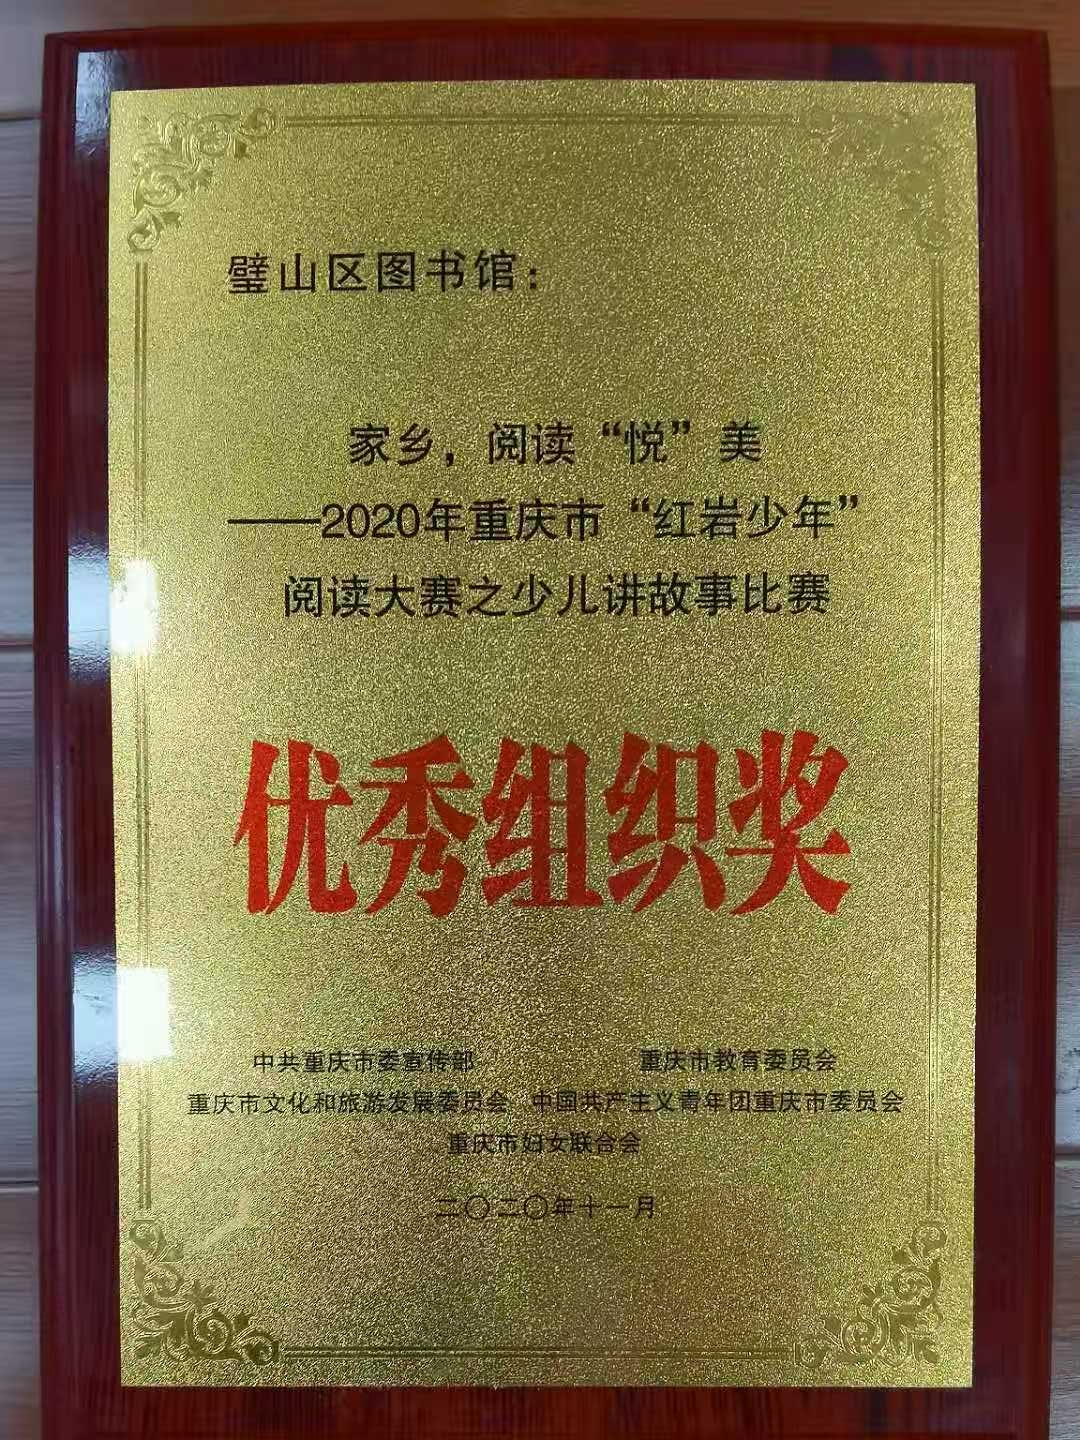 璧山区图书馆：
家乡，阅读“悦”美
——2020年重庆市“红岩少年”
阅读大赛之少儿讲故事比赛
优秀组织奖
中共重庆市委宣传部 重庆市教育委员会
重庆市文化和旅游发展委员会 中国共产主义青年团重庆市委员会
重庆市妇女联合会
二〇二〇年十一月